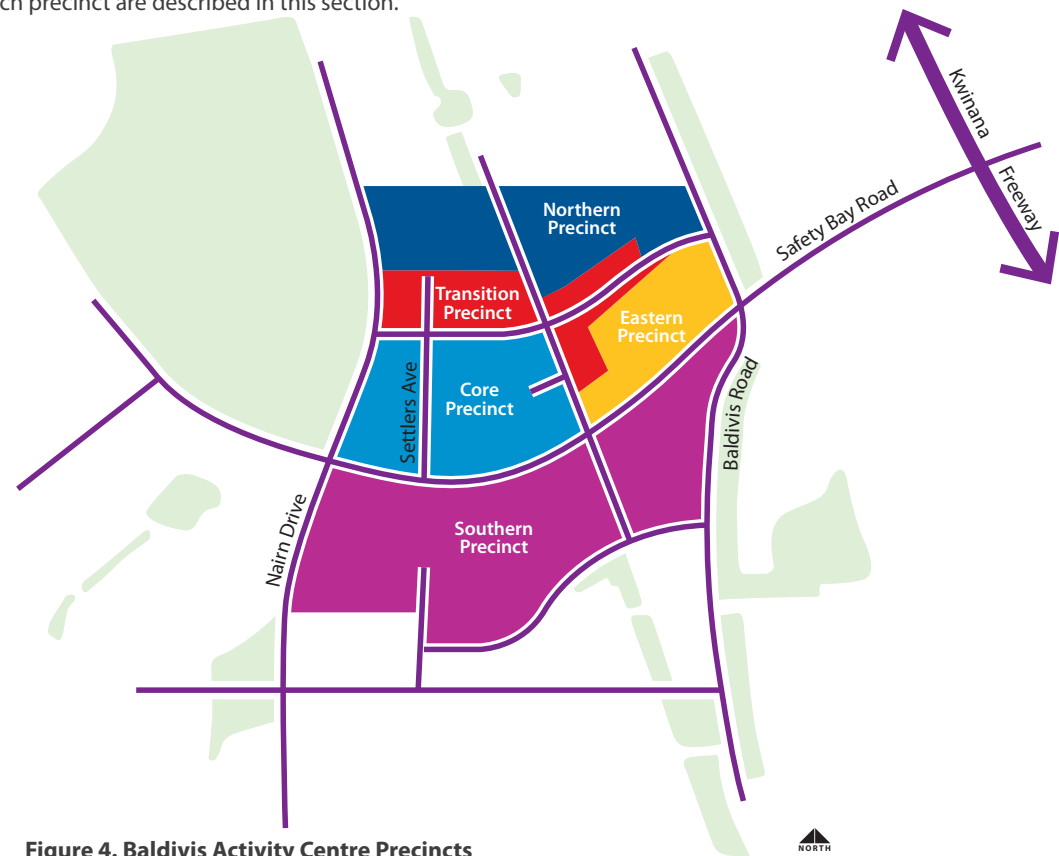 ch precinct are described in this section.
Kwinana
Freeway
Safety Bay Road
Northern
Precinct
Transition
Precinct
Eastern
Precinct
Settlers Ave
Core
Precinct
Baldivis Road
Nairn Drive
Southern
Precinct
Figure 4. Baldivis Activity Centre Precincts
NORTH